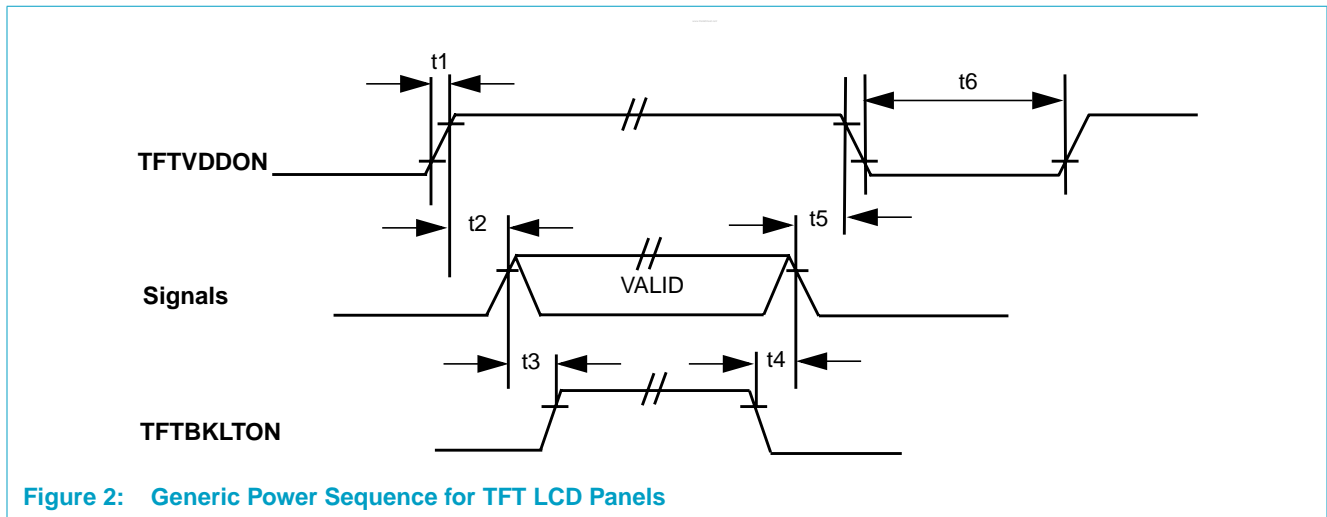 t1
t6
TFTVDDON
t2
t5
Signals
VALID
t3
t4
TFTBKLTON
Figure 2: Generic Power Sequence for TFT LCD Panels